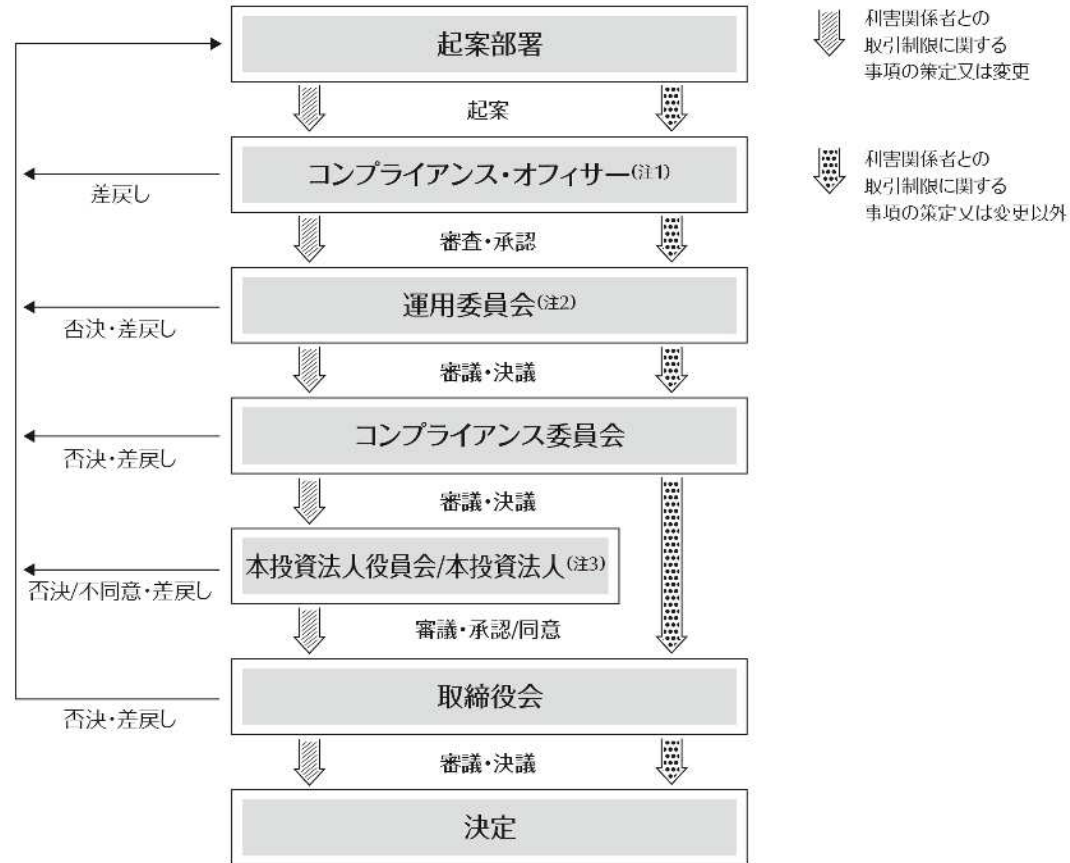 起案部署
起案
コンプライアンス・オフィサー(注1)
差戻し
審査・承認
運用委員会(注2)
否決・差戻し
審議・決議
コンプライアンス委員会
否決・差戻し
審議・決議
本投資法人役員会/本投資法人(注3)
否決/不同意・差戻し
審議・承認/同意
取締役会
否決・差戻し
審議・決議
決定
利害関係者との
取引制限に関する
事項の策定又は変更
利害関係者との
取引制限に関する
事項の策定又は変更以外